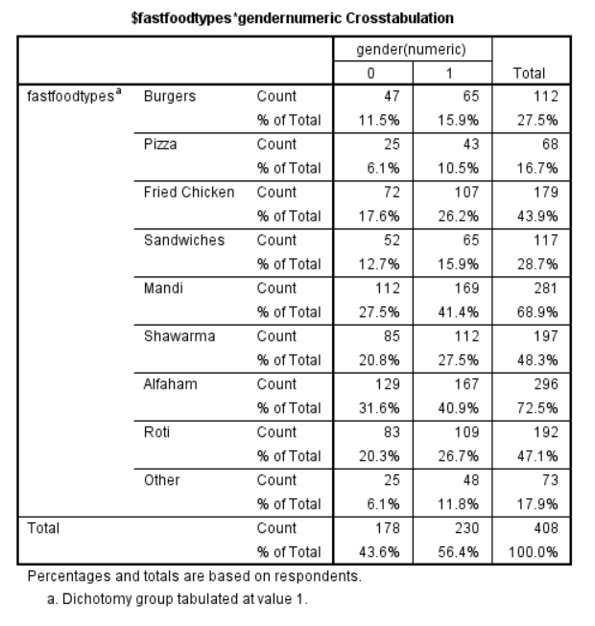 $fastfoodtypes*gendernumeric Crosstabulation
gender(numeric)
0 1 Total
fastfoodtypesa Burgers Count 47 65 112
% of Total 11.5% 15.9% 27.5%
Pizza Count 25 43 68
% of Total 6.1% 10.5% 16.7%
Fried Chicken Count 72 107 179
% of Total 17.6% 26.2% 43.9%
Sandwiches Count 52 65 117
% of Total 12.7% 15.9% 28.7%
Mandi Count 112 169 281
% of Total 27.5% 41.4% 68.9%
Shawarma Count 85 112 197
% of Total 20.8% 27.5% 48.3%
Alfaham Count 129 167 296
% of Total 31.6% 40.9% 72.5%
Roti Count 83 109 192
% of Total 20.3% 26.7% 47.1%
Other Count 25 48 73
% of Total 6.1% 11.8% 17.9%
Total Count 178 230 408
% of Total 43.6% 56.4% 100.0%
Percentages and totals are based on respondents.
a. Dichotomy group tabulated at value 1.